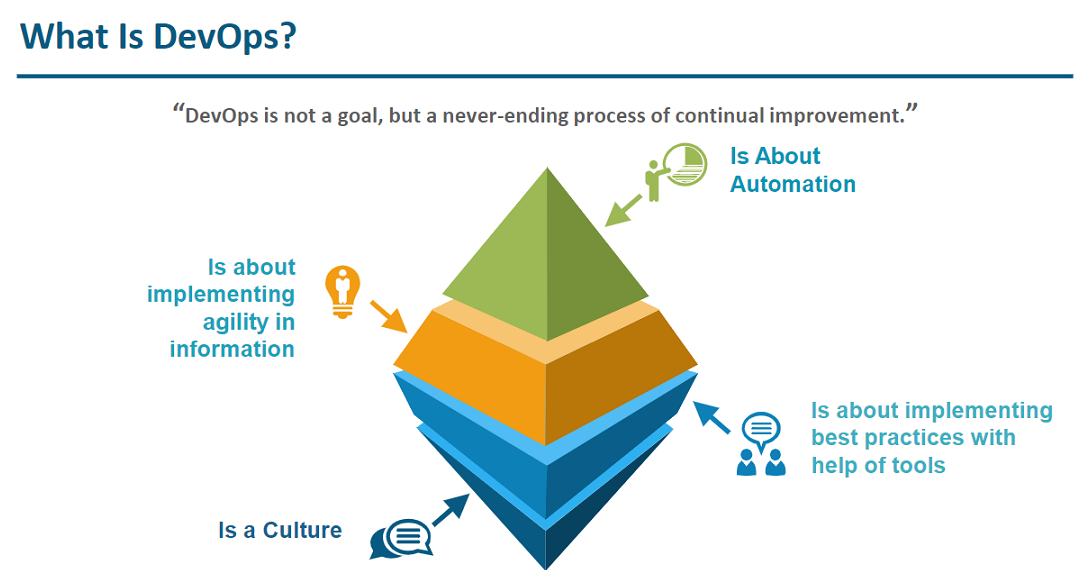 What Is DevOps?
“DevOps is not a goal, but a never-ending process of continual improvement.”
Is About
Automation
Is about
implementing
agility in
information
Is about implementing
best practices with
help of tools
Is a Culture